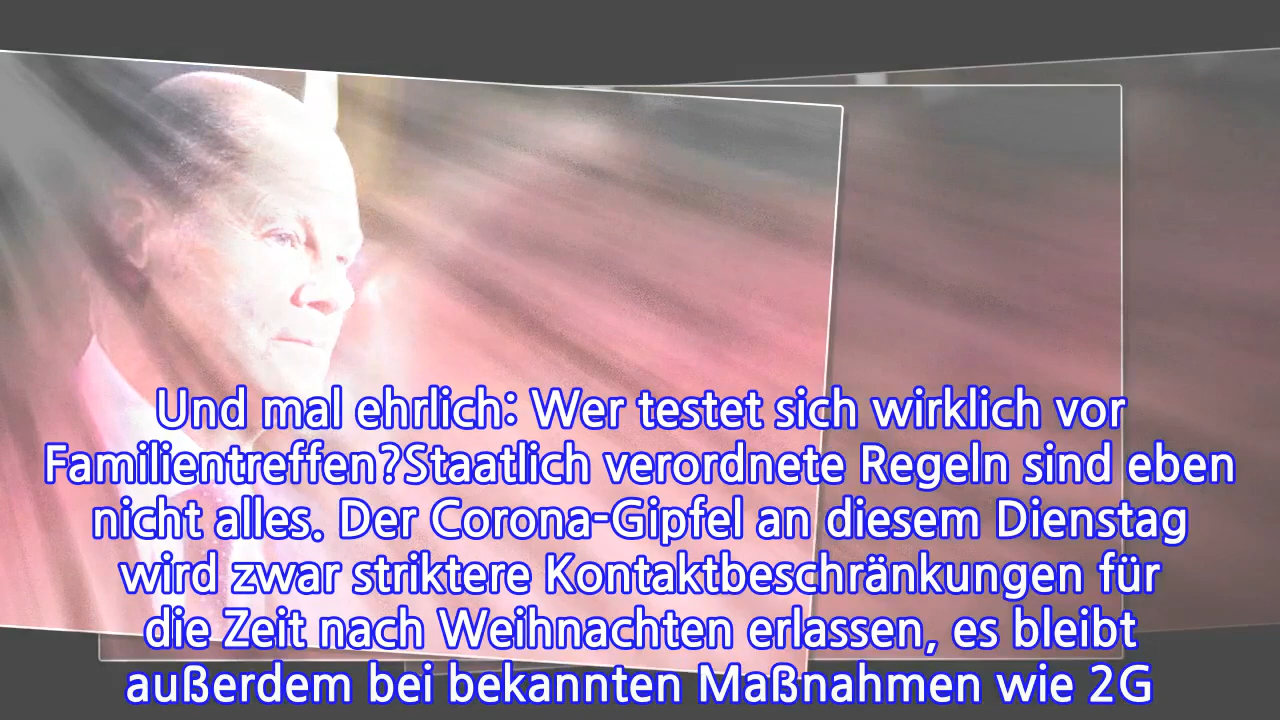 Und mal ehrlich: Wer testet sich wirklich vor
Familientreffen?Staatlich verordnete Regeln sind eben
nicht alles. Der Corona-Gipfel an diesem Dienstag
wird zwar striktere Kontaktbeschränkungen für
die Zeit nach Weihnachten erlassen, es bleibt
außerdem bei bekannten Maßnahmen wie 2G